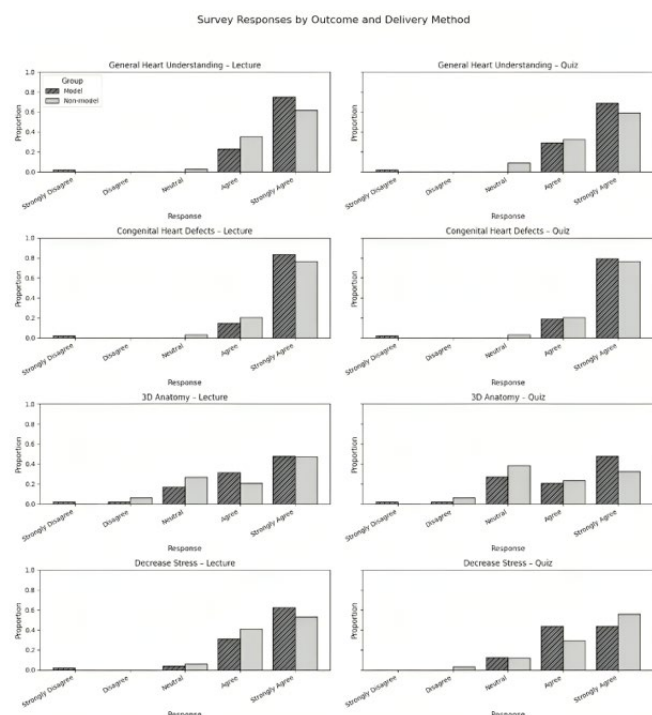 Survey Responses by Outcome and Delivery Method
General Heart Understanding – Lecture
General Heart Understanding – Quiz
1.0
0.8
0.6
0.4
0.2
0.0
Proportion
Group
Model
Non-model
Strongly Disagree
Disagree
Neutral
Agree
Strongly Agree
Response
Proportion
Strongly Disagree
Disagree
Neutral
Agree
Strongly Agree
Response
Congenital Heart Defects – Lecture
Congenital Heart Defects – Quiz
1.0
0.8
0.6
0.4
0.2
0.0
Proportion
Strongly Disagree
Disagree
Neutral
Agree
Strongly Agree
Response
Proportion
Strongly Disagree
Disagree
Neutral
Agree
Strongly Agree
Response
3D Anatomy – Lecture
3D Anatomy – Quiz
1.0
0.8
0.6
0.4
0.2
0.0
Proportion
Strongly Disagree
Disagree
Neutral
Agree
Strongly Agree
Response
Proportion
Strongly Disagree
Disagree
Neutral
Agree
Strongly Agree
Response
Decrease Stress – Lecture
Decrease Stress – Quiz
1.0
0.8
0.6
0.4
0.2
0.0
Proportion
Strongly Disagree
Disagree
Neutral
Agree
Strongly Agree
Response
Proportion
Strongly Disagree
Disagree
Neutral
Agree
Strongly Agree
Response